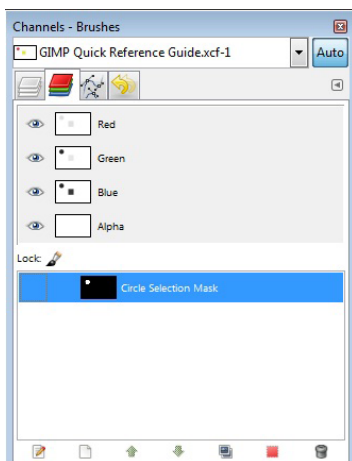 Channels - Brushes
GIMP Quick Reference Guide.xcf-1
Auto
Red
Green
Blue
Alpha
Lock:
Circle Selection Mask